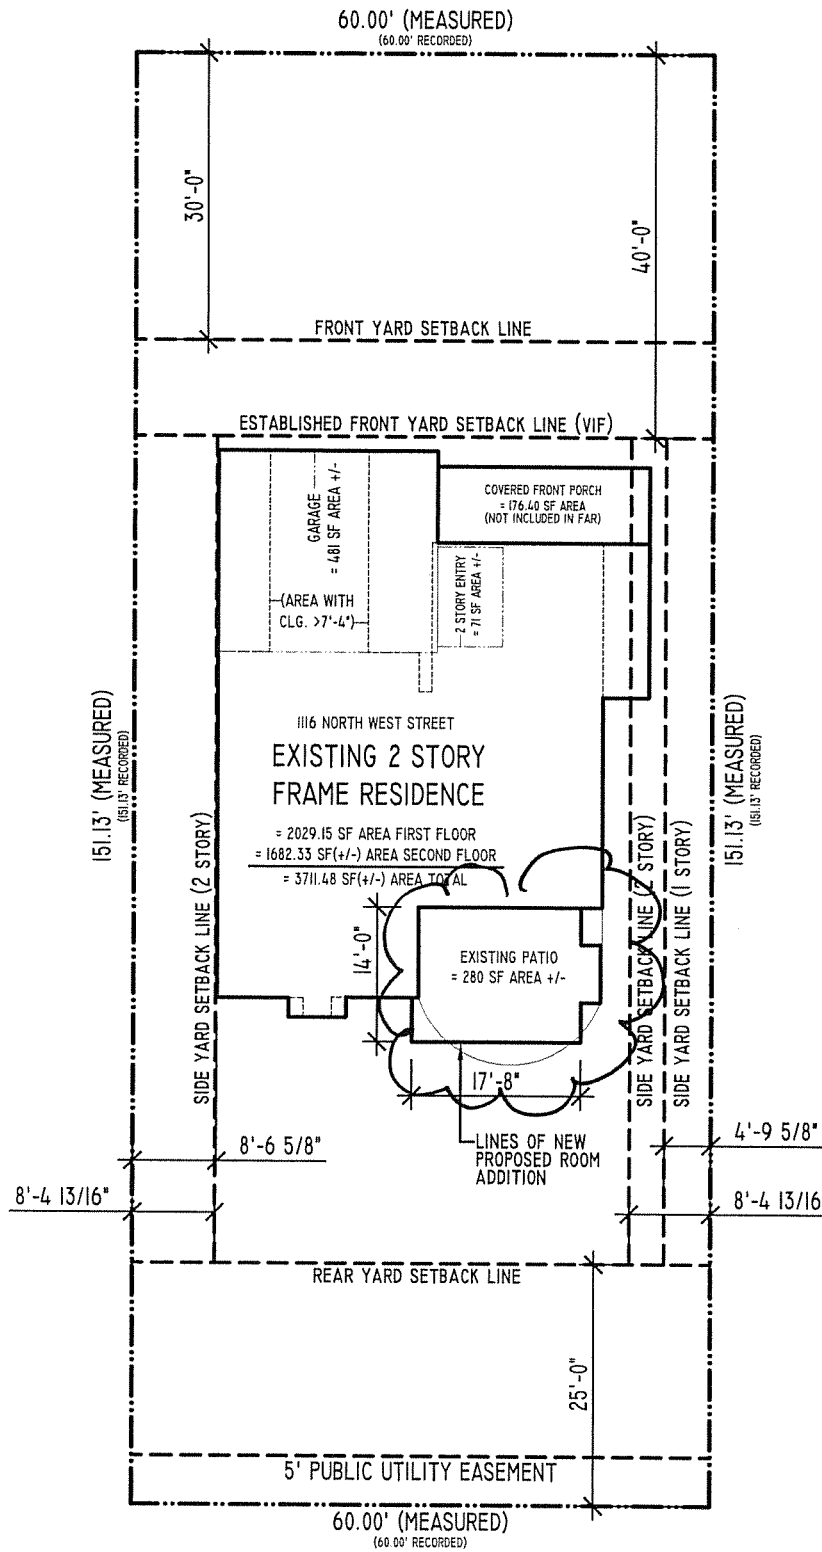 60.00' (MEASURED)
(60.00' RECORDED)
30'-0"
40'-0"
FRONT YARD SETBACK LINE
ESTABLISHED FRONT YARD SETBACK LINE (VIF)
GARAGE
= 481 SF AREA +/-
COVERED FRONT PORCH
= 176.40 SF AREA
(NOT INCLUDED IN FAR)
2 STORY ENTRY
= 71 SF AREA +/-
(AREA WITH
CLG. >7'-4")
1116 NORTH WEST STREET
EXISTING 2 STORY
FRAME RESIDENCE
= 2029.15 SF AREA FIRST FLOOR
= 1682.33 SF(+/-) AREA SECOND FLOOR
= 3711.48 SF(+/-) AREA TOTAL
151.13' (MEASURED)
(151.13' RECORDED)
151.13' (MEASURED)
(151.13' RECORDED)
SIDE YARD SETBACK LINE (2 STORY)
SIDE YARD SETBACK LINE (2 STORY)
SIDE YARD SETBACK LINE (1 STORY)
14'-0"
EXISTING PATIO
= 280 SF AREA +/-
17'-8"
LINES OF NEW
PROPOSED ROOM
ADDITION
8'-6 5/8"
4'-9 5/8"
8'-4 13/16"
8'-4 13/16
REAR YARD SETBACK LINE
25'-0"
5' PUBLIC UTILITY EASEMENT
60.00' (MEASURED)
(60.00' RECORDED)